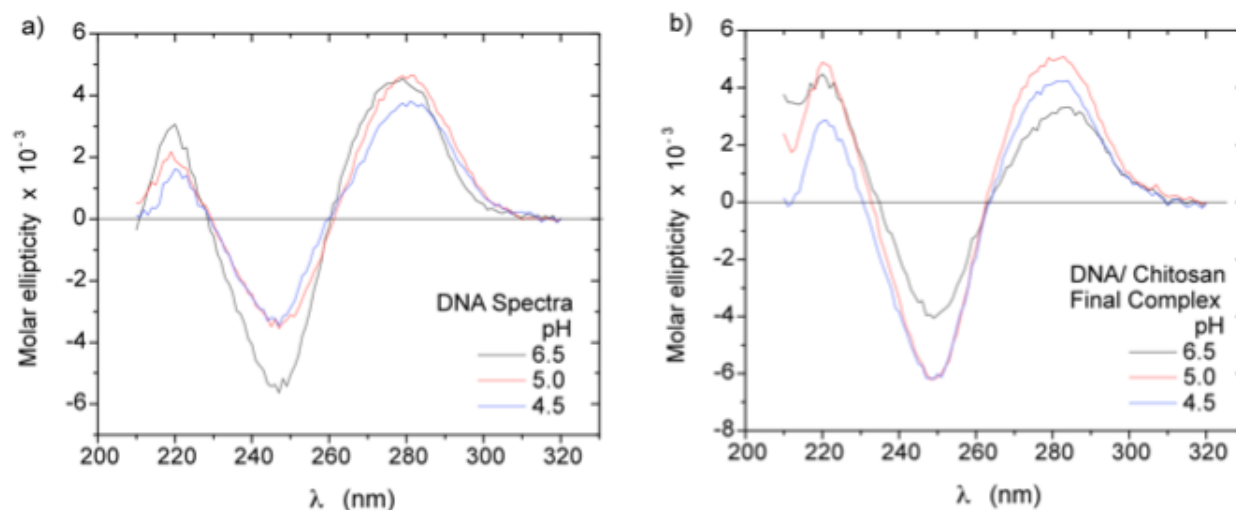 a)
6
4
2
0
-2
-4
-6
Molar ellipticity x 10⁻³
DNA Spectra
pH
6.5
5.0
4.5
200 220 240 260 280 300 320
λ (nm)
b)
6
4
2
0
-2
-4
-6
-8
Molar ellipticity x 10⁻³
DNA/ Chitosan
Final Complex
pH
6.5
5.0
4.5
200 220 240 260 280 300 320
λ (nm)